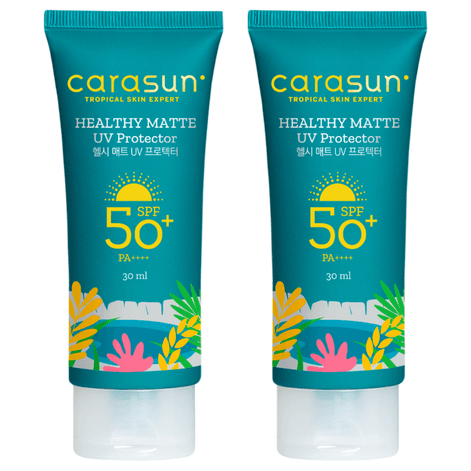 carasun
TROPICAL SKIN EXPERT
HEALTHY MATTE
UV Protector
헬시 매트 UV 프로텍터
SPF
50+
PA++++
30 ml
carasun
TROPICAL SKIN EXPERT
HEALTHY MATTE
UV Protector
헬시 매트 UV 프로텍터
SPF
50+
PA++++
30 ml